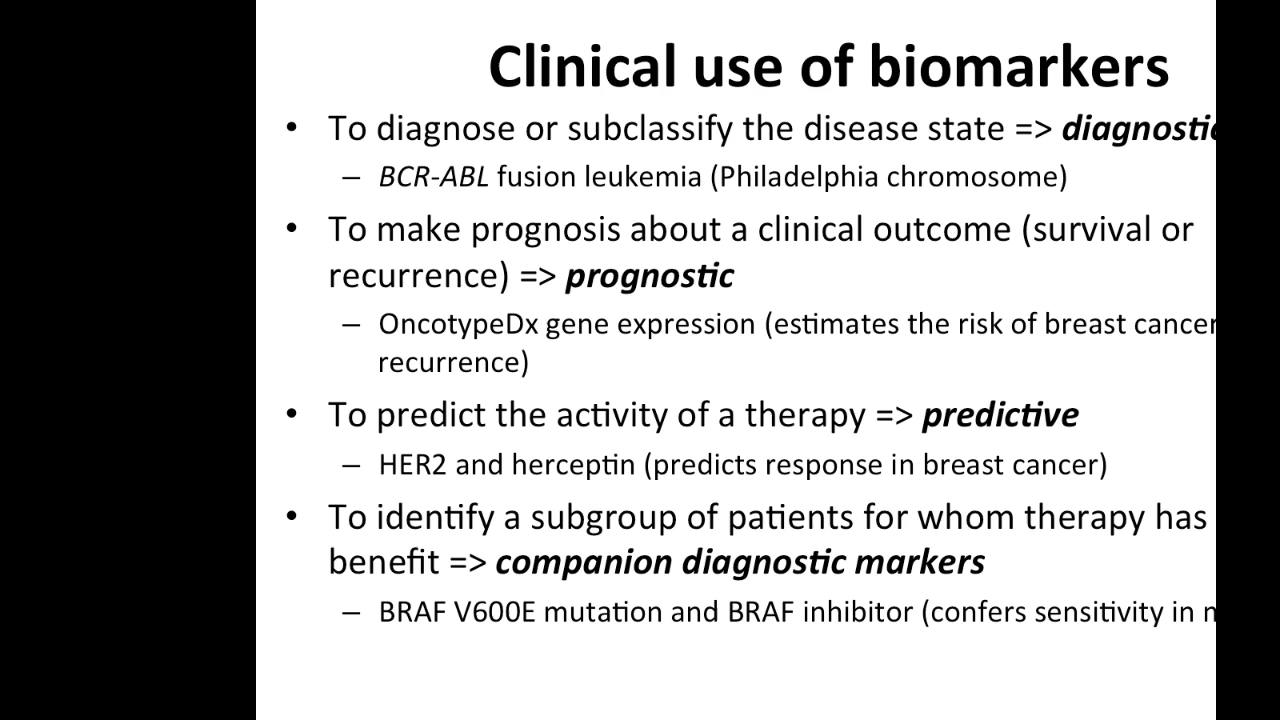 Clinical use of biomarkers
• To diagnose or subclassify the disease state => diagnostic
– BCR-ABL fusion leukemia (Philadelphia chromosome)
• To make prognosis about a clinical outcome (survival or
recurrence) => prognostic
– OncotypeDx gene expression (estimates the risk of breast cancer
recurrence)
• To predict the activity of a therapy => predictive
– HER2 and herceptin (predicts response in breast cancer)
• To identify a subgroup of patients for whom therapy has
benefit => companion diagnostic markers
– BRAF V600E mutation and BRAF inhibitor (confers sensitivity in